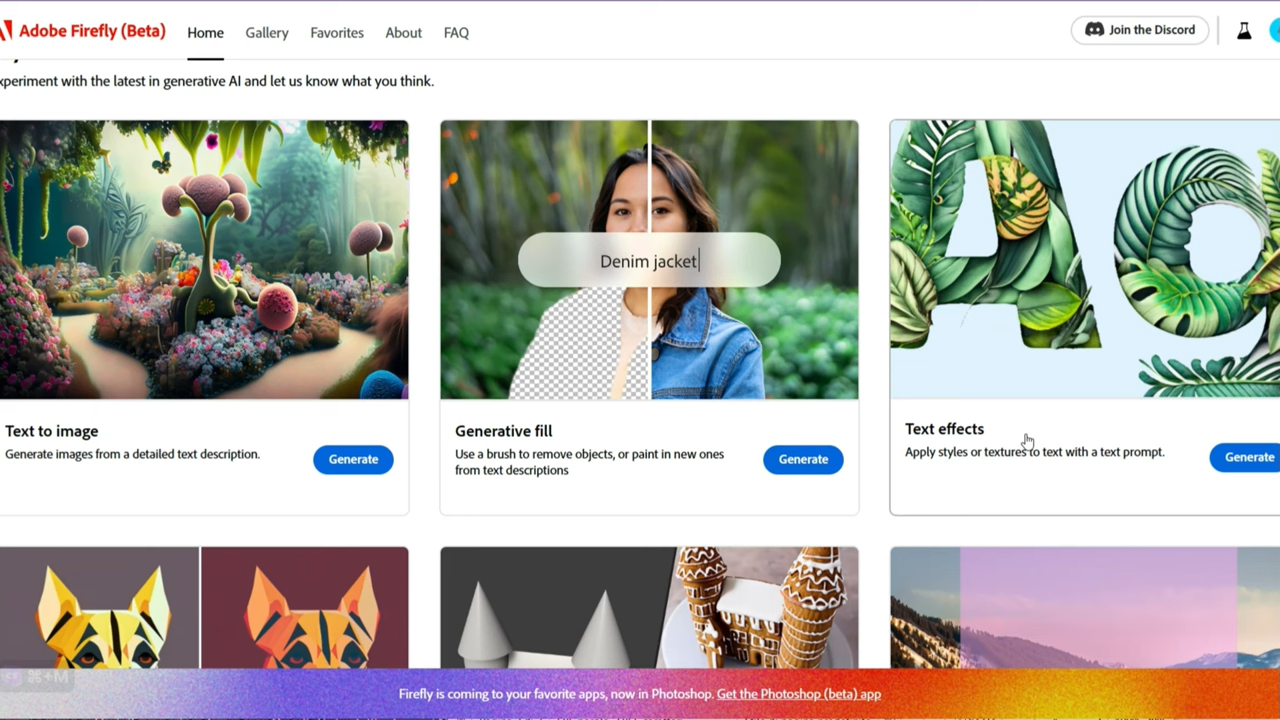 Adobe Firefly (Beta)
Home
Gallery
Favorites
About
FAQ
Join the Discord
xperiment with the latest in generative AI and let us know what you think.
Denim jacket
Text to image
Generate images from a detailed text description.
Generate
Generative fill
Use a brush to remove objects, or paint in new ones
from text descriptions
Generate
Text effects
Apply styles or textures to text with a text prompt.
Generate
⌘+M
Firefly is coming to your favorite apps, now in Photoshop. Get the Photoshop (beta) app